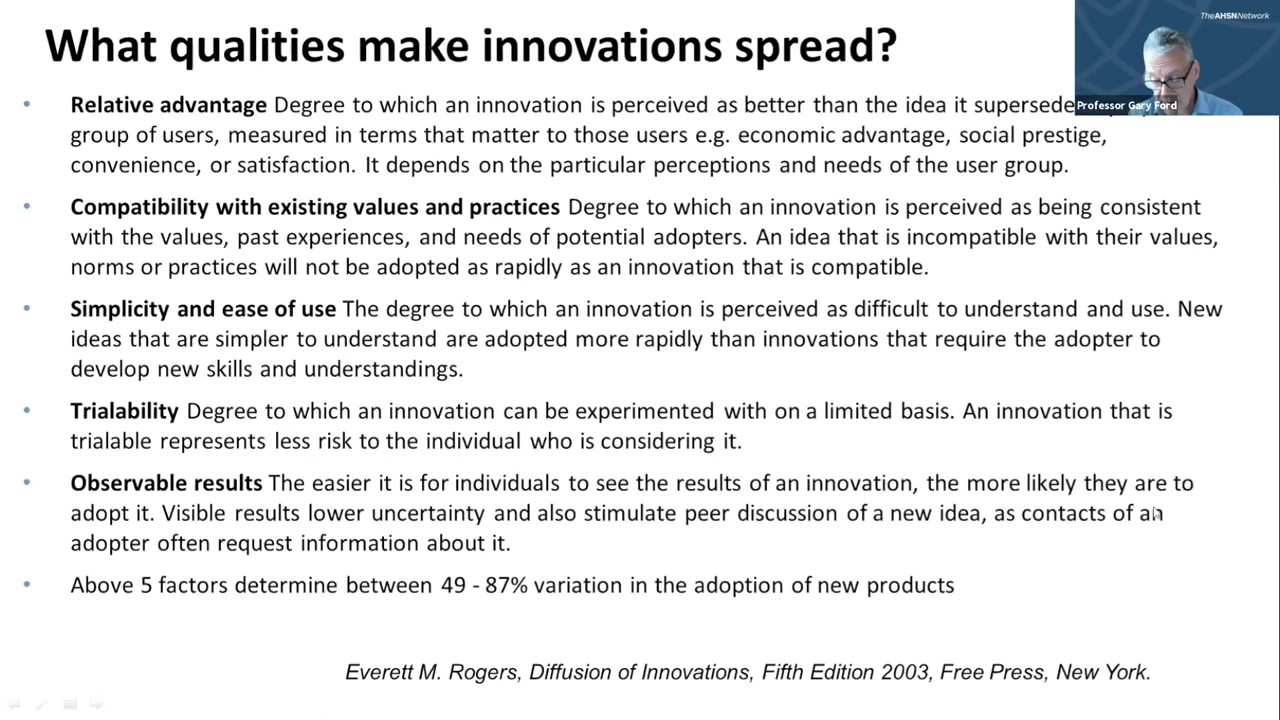 What qualities make innovations spread?
TheAHSNNetwork
Professor Gary Ford
• Relative advantage Degree to which an innovation is perceived as better than the idea it supersede
group of users, measured in terms that matter to those users e.g. economic advantage, social prestige,
convenience, or satisfaction. It depends on the particular perceptions and needs of the user group.
• Compatibility with existing values and practices Degree to which an innovation is perceived as being consistent
with the values, past experiences, and needs of potential adopters. An idea that is incompatible with their values,
norms or practices will not be adopted as rapidly as an innovation that is compatible.
• Simplicity and ease of use The degree to which an innovation is perceived as difficult to understand and use. New
ideas that are simpler to understand are adopted more rapidly than innovations that require the adopter to
develop new skills and understandings.
• Trialability Degree to which an innovation can be experimented with on a limited basis. An innovation that is
trialable represents less risk to the individual who is considering it.
• Observable results The easier it is for individuals to see the results of an innovation, the more likely they are to
adopt it. Visible results lower uncertainty and also stimulate peer discussion of a new idea, as contacts of an
adopter often request information about it.
• Above 5 factors determine between 49 - 87% variation in the adoption of new products
Everett M. Rogers, Diffusion of Innovations, Fifth Edition 2003, Free Press, New York.